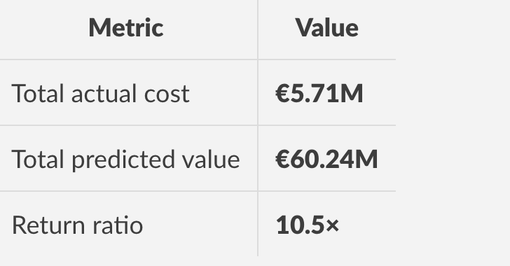 Metric Value
Total actual cost €5.71M
Total predicted value €60.24M
Return ratio 10.5×